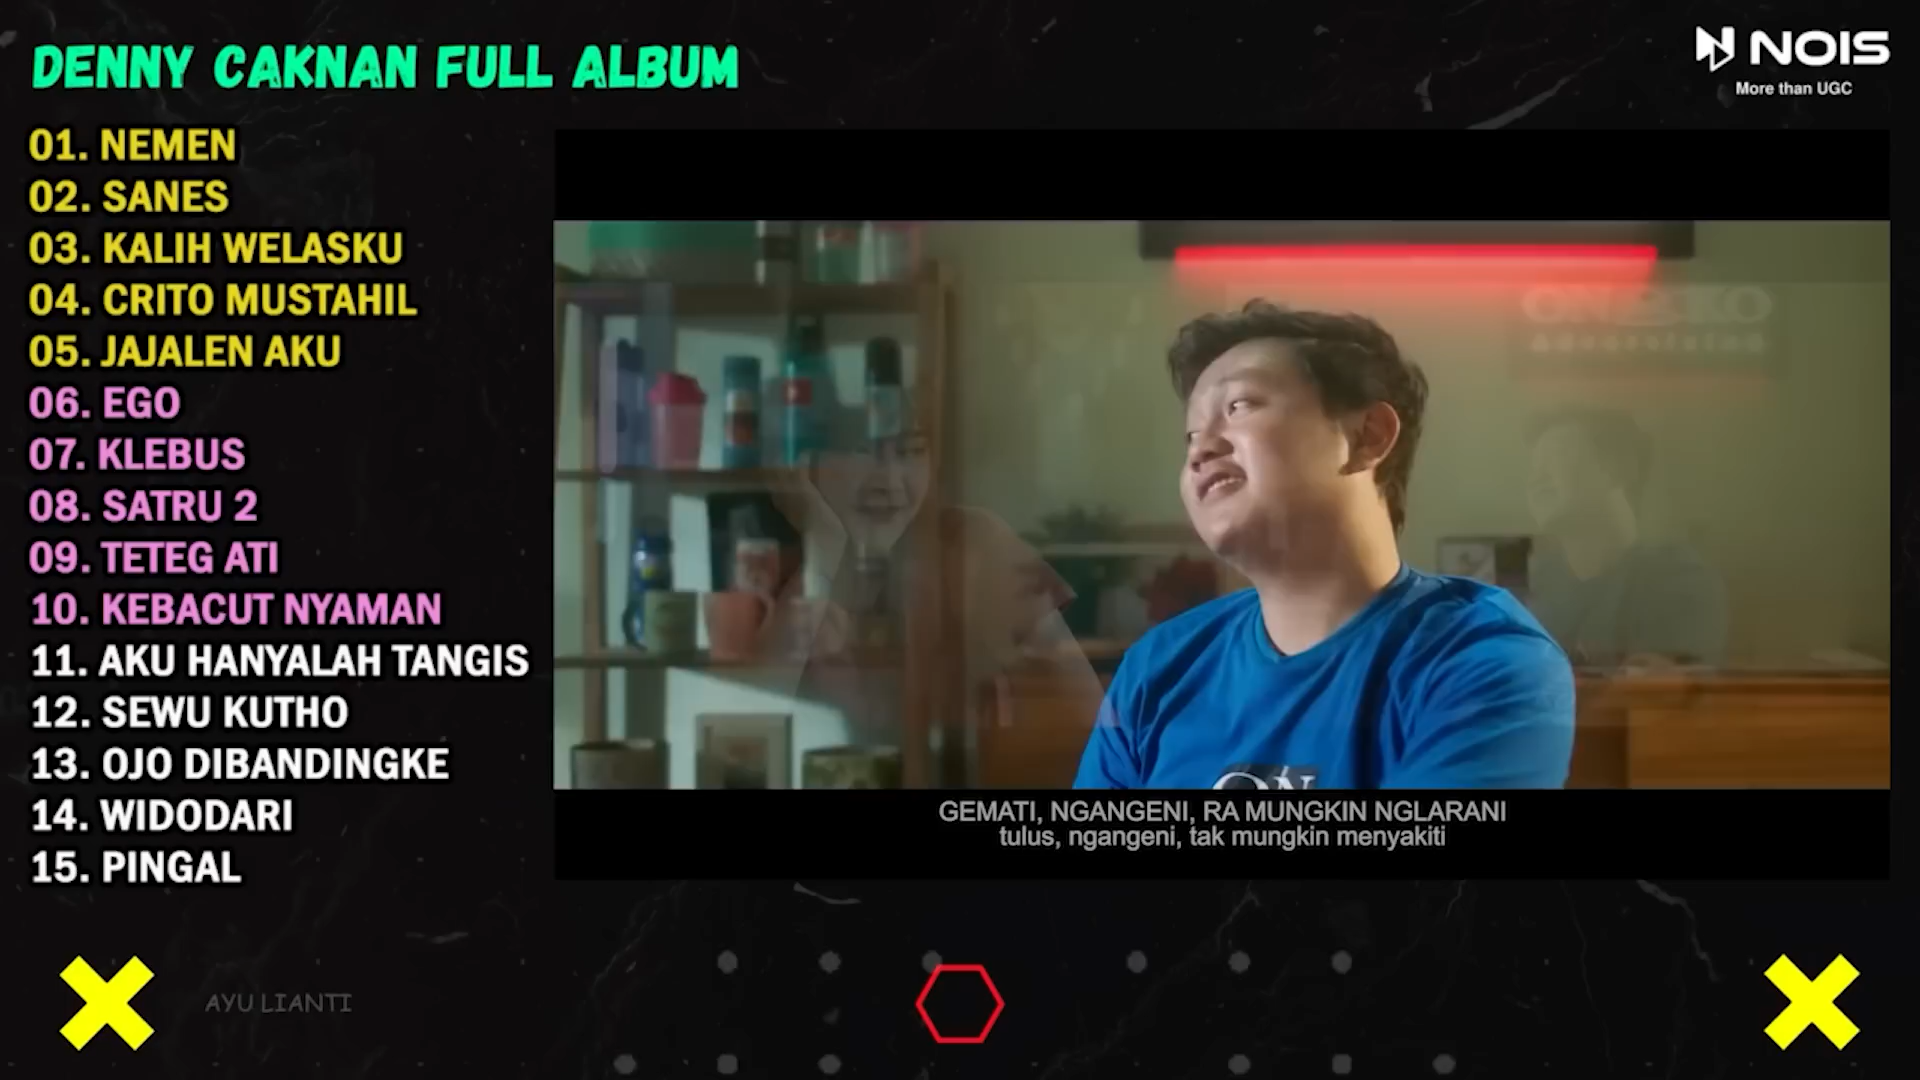 DENNY CAKNAN FULL ALBUM
NOIS
More than UGC
01. NEMEN
02. SANES
03. KALIH WELASKU
04. CRITO MUSTAHIL
05. JAJALEN AKU
06. EGO
07. KLEBUS
08. SATRU 2
09. TETEG ATI
10. KEBACUT NYAMAN
11. AKU HANYALAH TANGIS
12. SEWU KUTHO
13. OJO DIBANDINGKE
14. WIDODARI
15. PINGAL
Advertising
ON
GEMATI, NGANGENI, RA MUNGKIN NGLARANI
tulus, ngangeni, tak mungkin menyakiti
AYU LIANTI